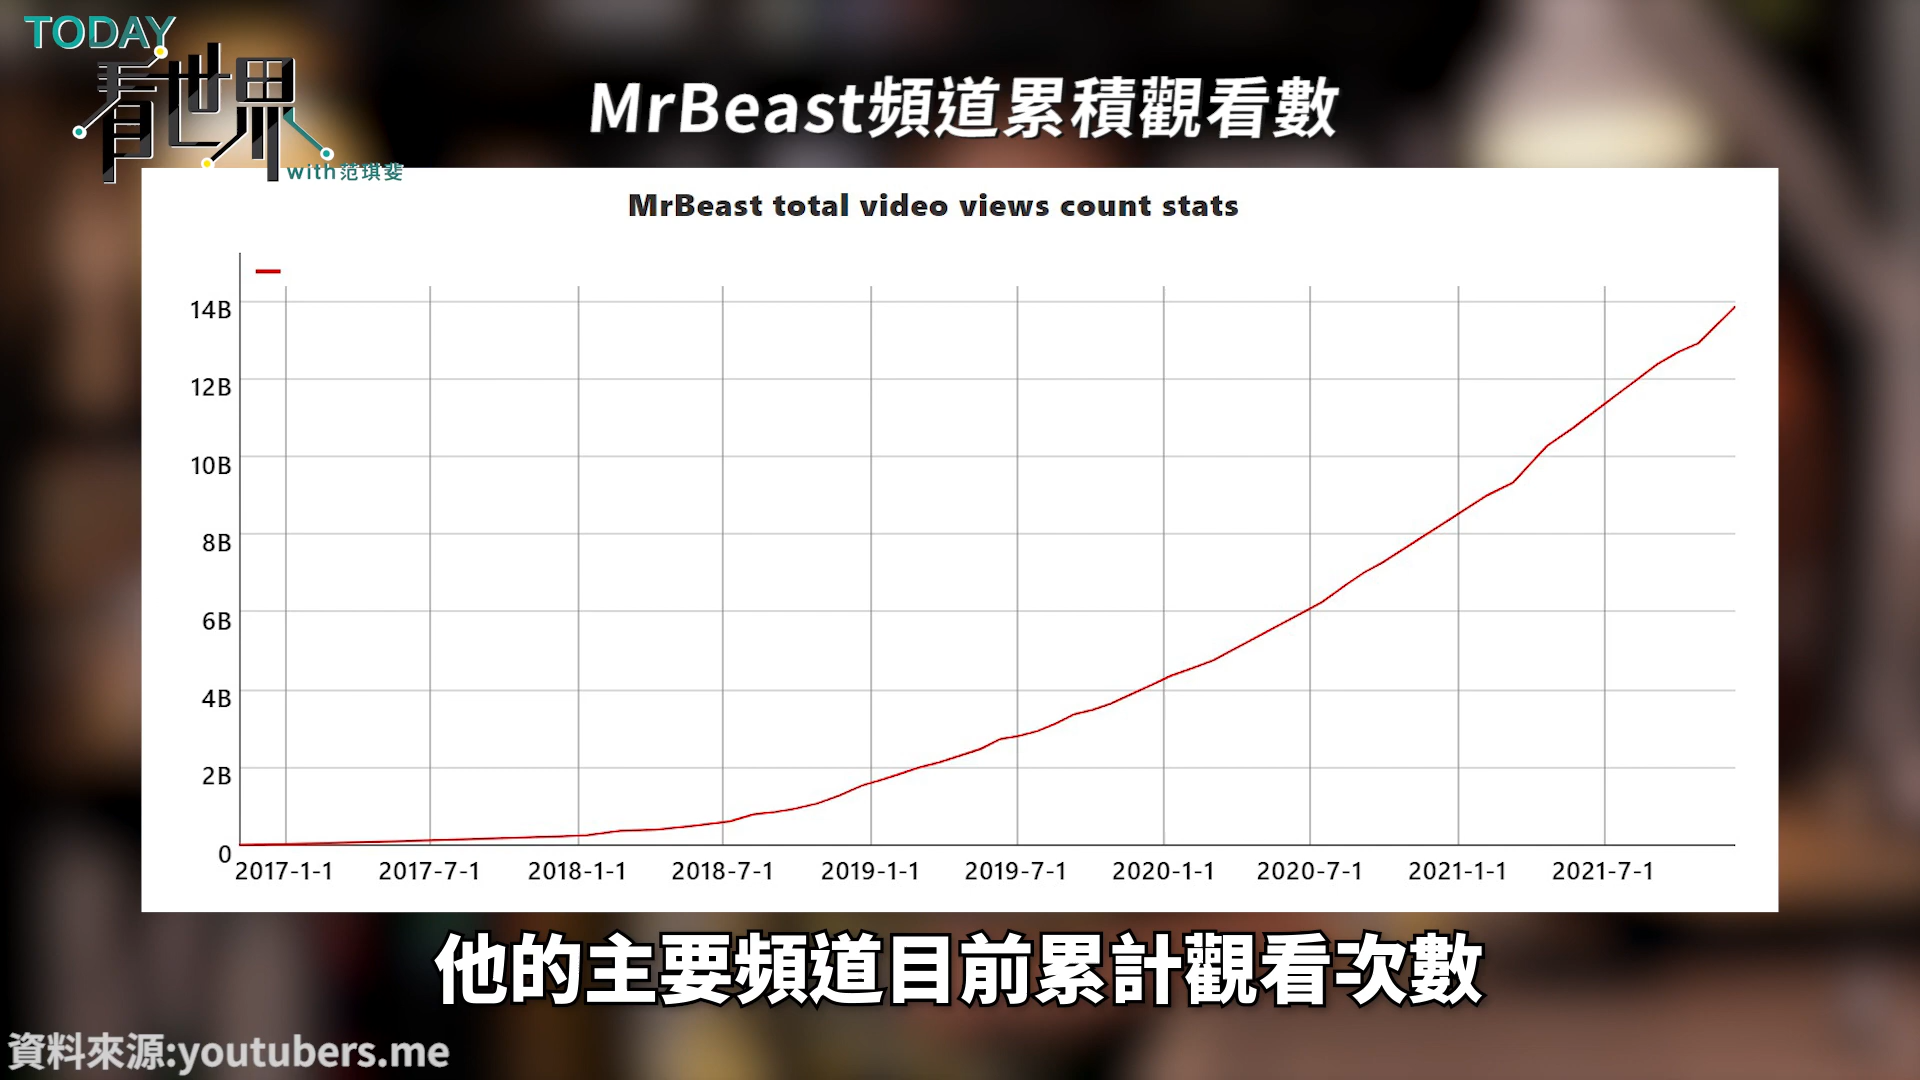 TODAY
看世界
with范琪斐
MrBeast頻道累積觀看數
MrBeast total video views count stats
14B
12B
10B
8B
6B
4B
2B
0
2017-1-1 2017-7-1 2018-1-1 2018-7-1 2019-1-1 2019-7-1 2020-1-1 2020-7-1 2021-1-1 2021-7-1
他的主要頻道目前累計觀看次數
資料來源:youtubers.me